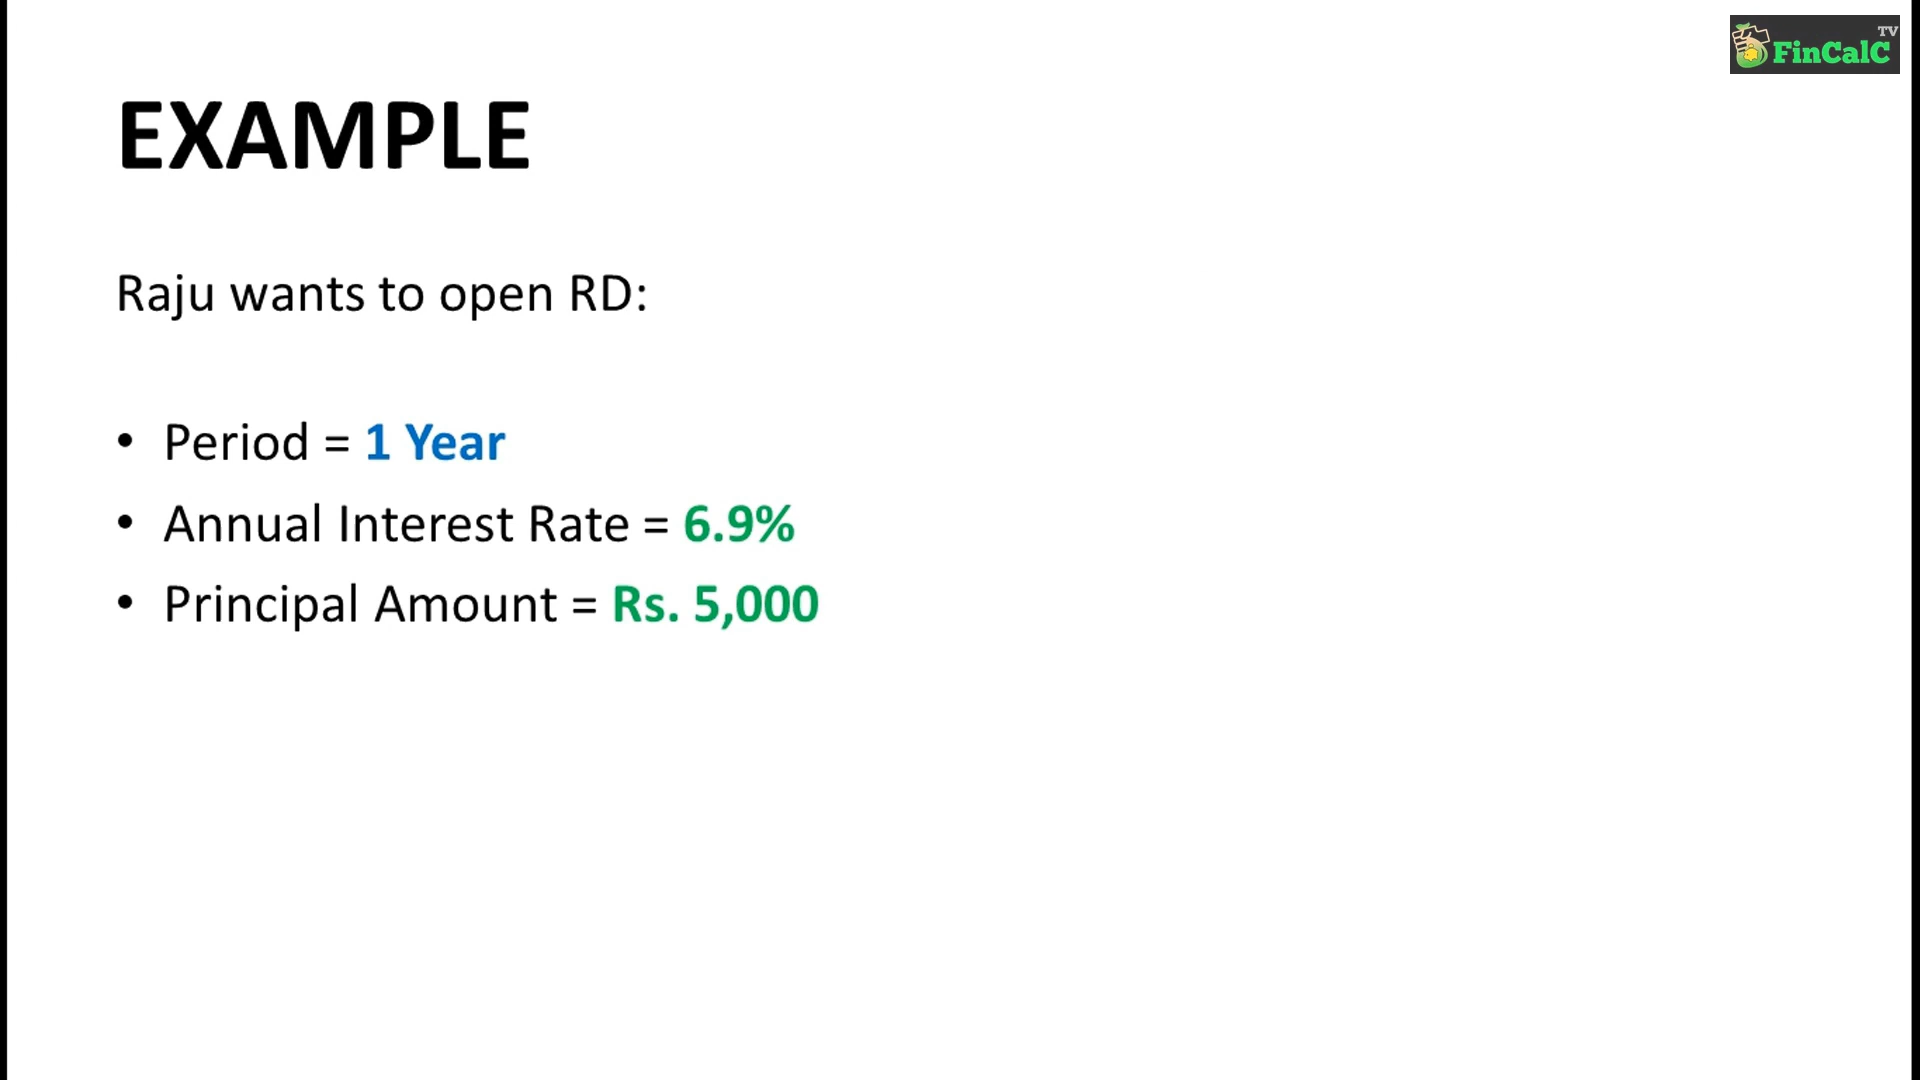 TV
FinCalC
EXAMPLE
Raju wants to open RD:
• Period = 1 Year
• Annual Interest Rate = 6.9%
• Principal Amount = Rs. 5,000